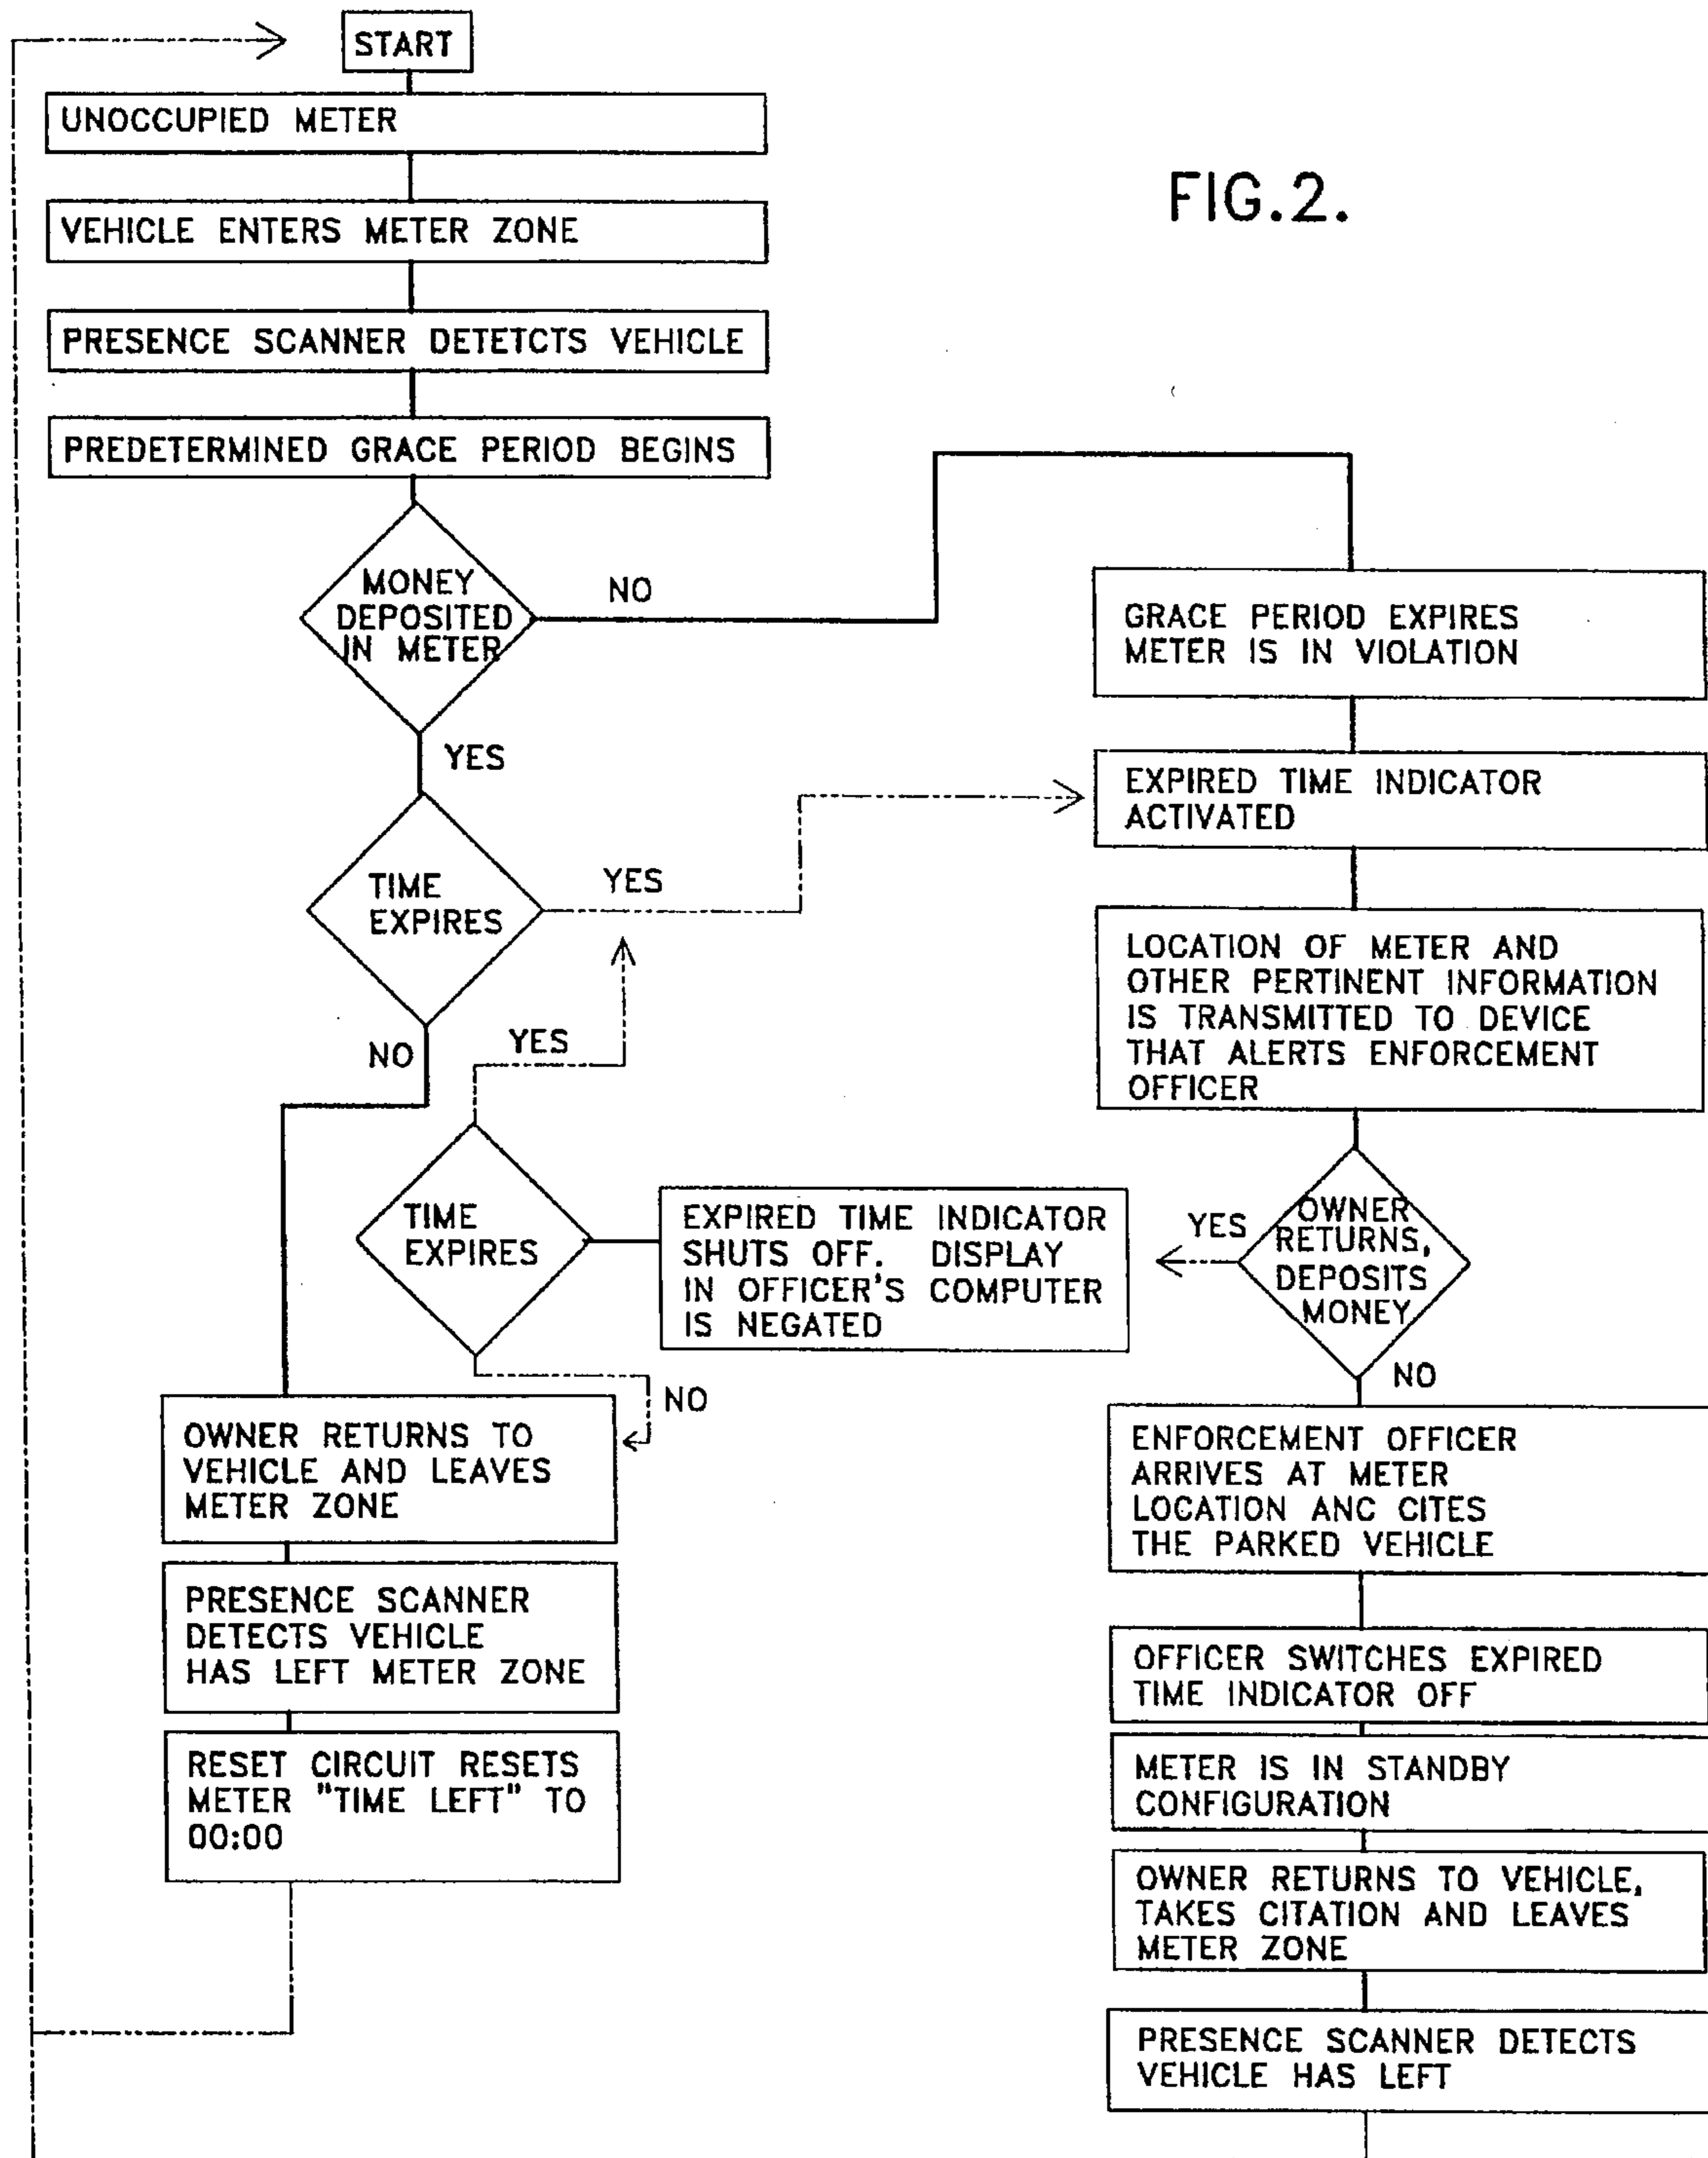 START
UNOCCUPIED METER
VEHICLE ENTERS METER ZONE
PRESENCE SCANNER DETETCTS VEHICLE
PREDETERMINED GRACE PERIOD BEGINS
FIG.2.
MONEY
DEPOSITED
IN METER
NO
YES
GRACE PERIOD EXPIRES
METER IS IN VIOLATION
EXPIRED TIME INDICATOR
ACTIVATED
TIME
EXPIRES
YES
NO
LOCATION OF METER AND
OTHER PERTINENT INFORMATION
IS TRANSMITTED TO DEVICE
THAT ALERTS ENFORCEMENT
OFFICER
YES
TIME
EXPIRES
EXPIRED TIME INDICATOR
SHUTS OFF. DISPLAY
IN OFFICER'S COMPUTER
IS NEGATED
YES
OWNER
RETURNS,
DEPOSITS
MONEY
NO
NO
OWNER RETURNS TO
VEHICLE AND LEAVES
METER ZONE
PRESENCE SCANNER
DETECTS VEHICLE
HAS LEFT METER ZONE
RESET CIRCUIT RESETS
METER "TIME LEFT" TO
00:00
ENFORCEMENT OFFICER
ARRIVES AT METER
LOCATION ANC CITES
THE PARKED VEHICLE
OFFICER SWITCHES EXPIRED
TIME INDICATOR OFF
METER IS IN STANDBY
CONFIGURATION
OWNER RETURNS TO VEHICLE,
TAKES CITATION AND LEAVES
METER ZONE
PRESENCE SCANNER DETECTS
VEHICLE HAS LEFT